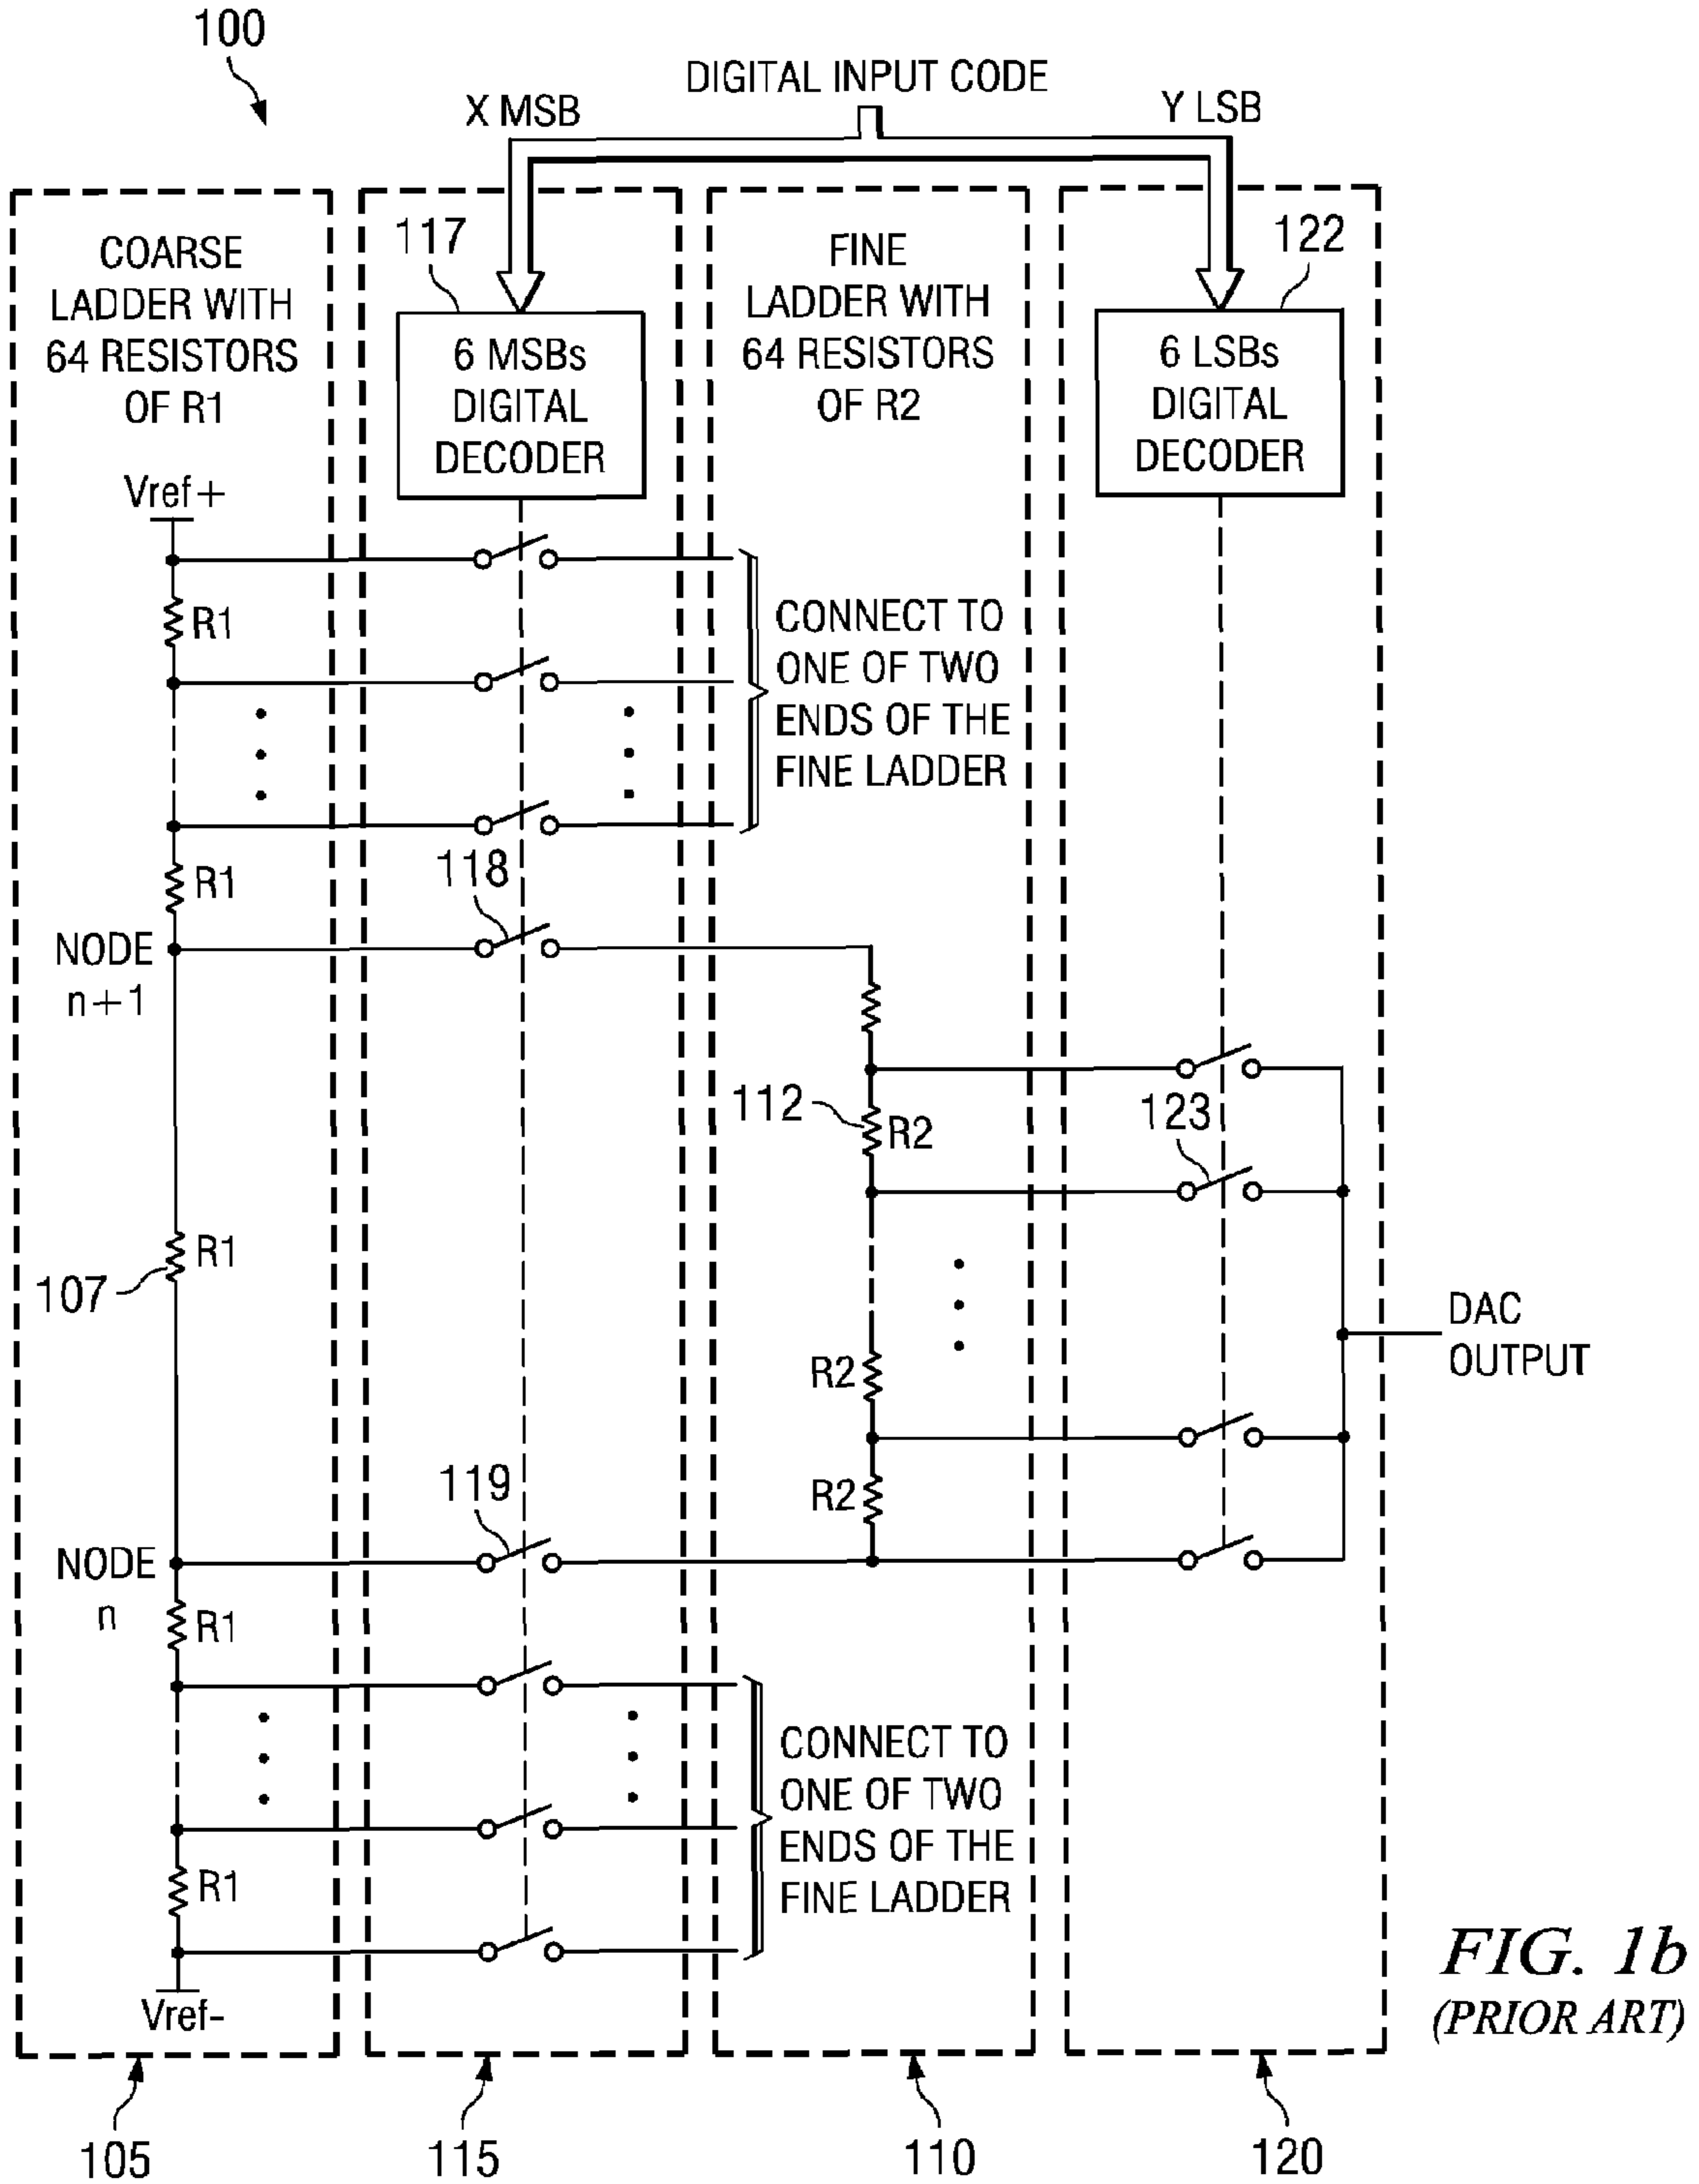 100
DIGITAL INPUT CODE
X MSB
Y LSB
COARSE
LADDER WITH
64 RESISTORS
OF R1
117
6 MSBs
DIGITAL
DECODER
FINE
LADDER WITH
64 RESISTORS
OF R2
122
6 LSBs
DIGITAL
DECODER
Vref+
R1
CONNECT TO
ONE OF TWO
ENDS OF THE
FINE LADDER
R1
118
NODE
n+1
112
R2
123
R1
107
DAC
OUTPUT
R2
R2
119
NODE
n
R1
CONNECT TO
ONE OF TWO
ENDS OF THE
FINE LADDER
R1
Vref-
FIG. 1b
(PRIOR ART)
105
115
110
120